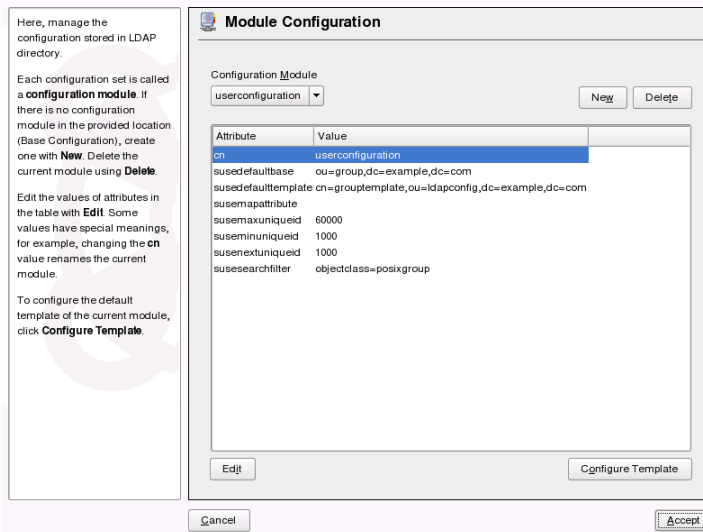 Here, manage the
configuration stored in LDAP
directory.
Each configuration set is called
a configuration module. If
there is no configuration
module in the provided location
(Base Configuration), create
one with New. Delete the
current module using Delete.
Edit the values of attributes in
the table with Edit. Some
values have special meanings,
for example, changing the cn
value renames the current
module.
To configure the default
template of the current module,
click Configure Template.
Module Configuration
Configuration Module
userconfiguration
New Delete
Attribute Value
cn userconfiguration
susedefaultbase ou=group,dc=example,dc=com
susedefaulttemplate cn=grouptemplate,ou=ldapconfig,dc=example,dc=com
susemapattribute
susemaxuniqueid 60000
suseminuniqueid 1000
susenextuniqueid 1000
susesearchfilter objectclass=posixgroup
Edit Configure Template
Cancel Accept